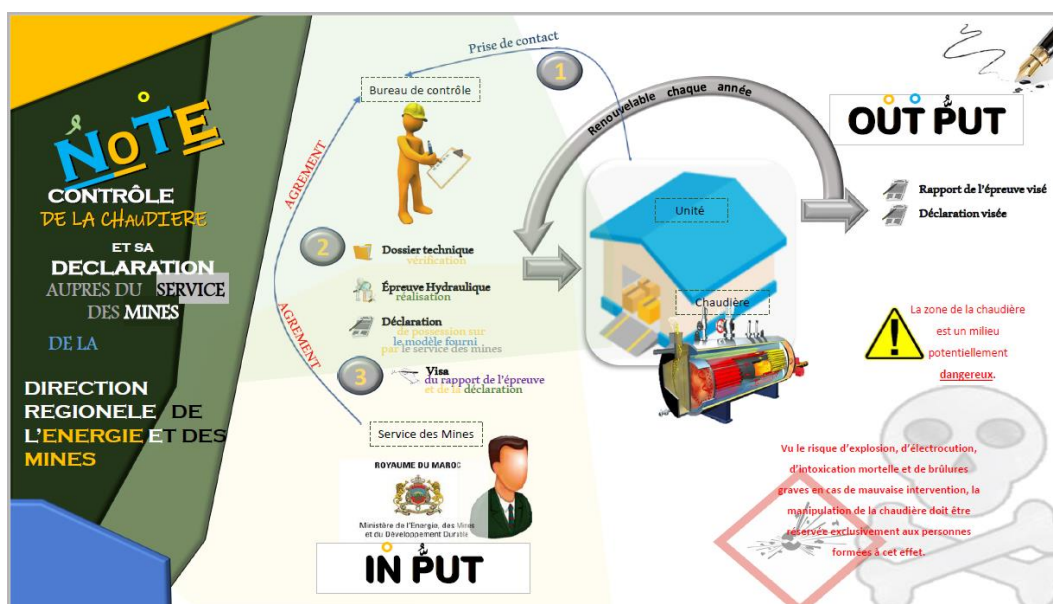 NoTE
CONTRÔLE
DE LA CHAUDIERE
ET SA
DECLARATION
AUPRES DU SERVICE
DES MINES
DE LA
DIRECTION
REGIONELE DE
L'ENERGIE ET DES
MINES
Prise de contact
1
Bureau de contrôle
AGREMENT
2
Dossier technique
vérification
Épreuve Hydraulique
réalisation
Déclaration
de possession sur
le modèle fourni
par le service des mines
AGREMENT
3
Visa
du rapport de l'épreuve
et de la déclaration
Service des Mines
ROYAUME DU MAROC
Ministère de l'Energie, des Mines
et du Développement Durable
IN PUT
Renouvelable chaque année
Unité
Chaudière
OUT PUT
Rapport de l'épreuve visé
Déclaration visée
La zone de la chaudière
est un milieu
potentiellement
dangereux.
Vu le risque d'explosion, d'électrocution,
d'intoxication mortelle et de brûlures
graves en cas de mauvaise intervention, la
manipulation de la chaudière doit être
réservée exclusivement aux personnes
formées à cet effet.